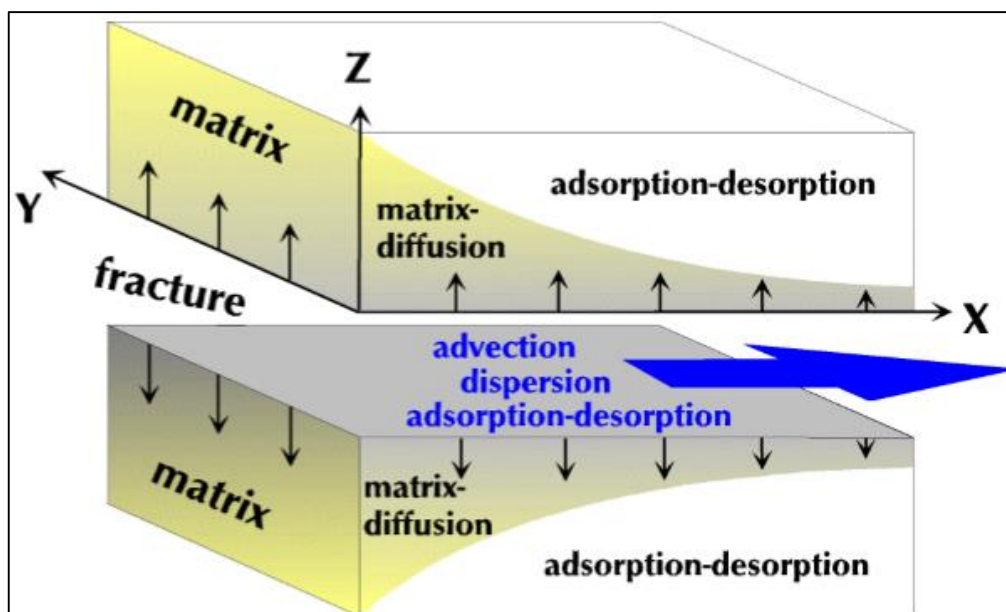 Z
matrix
adsorption-desorption
Y
matrix-
diffusion
fracture
X
advection
dispersion
adsorption-desorption
matrix
matrix-
diffusion
adsorption-desorption